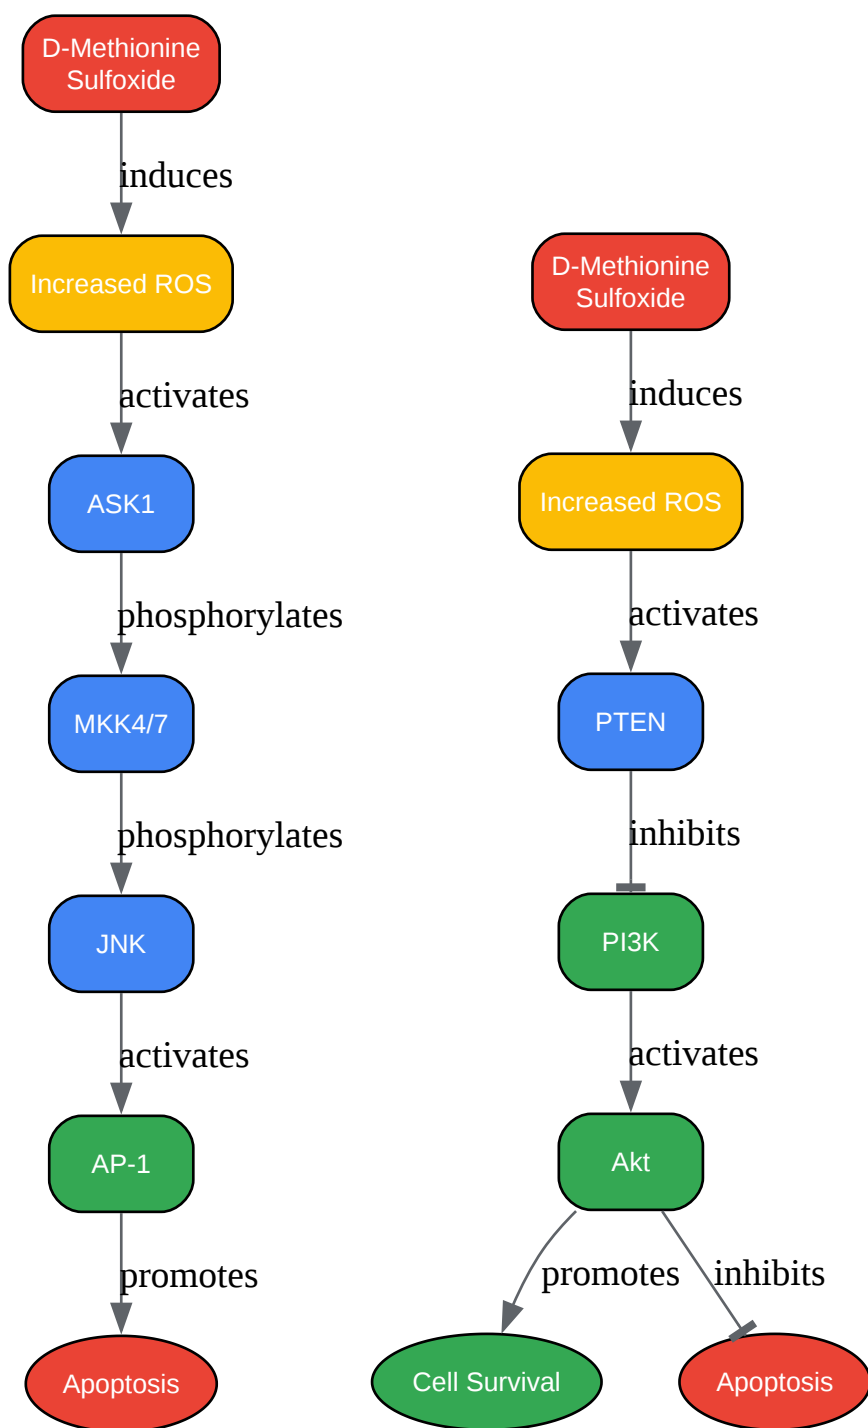 D-Methionine
Sulfoxide
induces
Increased ROS
activates
ASK1
phosphorylates
MKK4/7
phosphorylates
JNK
activates
AP-1
promotes
Apoptosis
D-Methionine
Sulfoxide
induces
Increased ROS
activates
PTEN
inhibits
PI3K
activates
Akt
promotes
inhibits
Cell Survival
Apoptosis